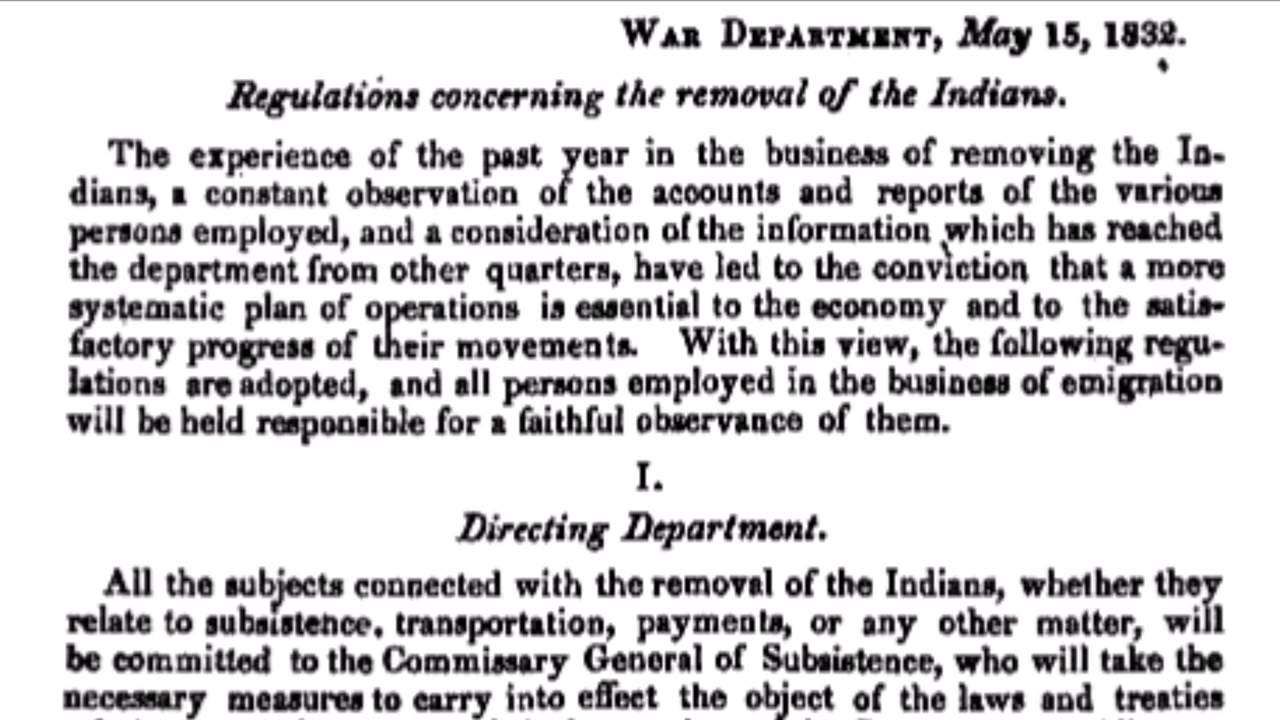 WAR DEPARTMENT, May 15, 1832.
Regulations concerning the removal of the Indians.
The experience of the past year in the business of removing the In-
dians, a constant observation of the accounts and reports of the various
persons employed, and a consideration of the information which has reached
the department from other quarters, have led to the conviction that a more
systematic plan of operations is essential to the economy and to the satis-
factory progress of their movements. With this view, the following regu-
lations are adopted, and all persons employed in the business of emigration
will be held responsible for a faithful observance of them.
I.
Directing Department.
All the subjects connected with the removal of the Indians, whether they
relate to subsistence, transportation, payments, or any other matter, will
be committed to the Commissary General of Subsistence, who will take the
necessary measures to carry into effect the object of the laws and treaties